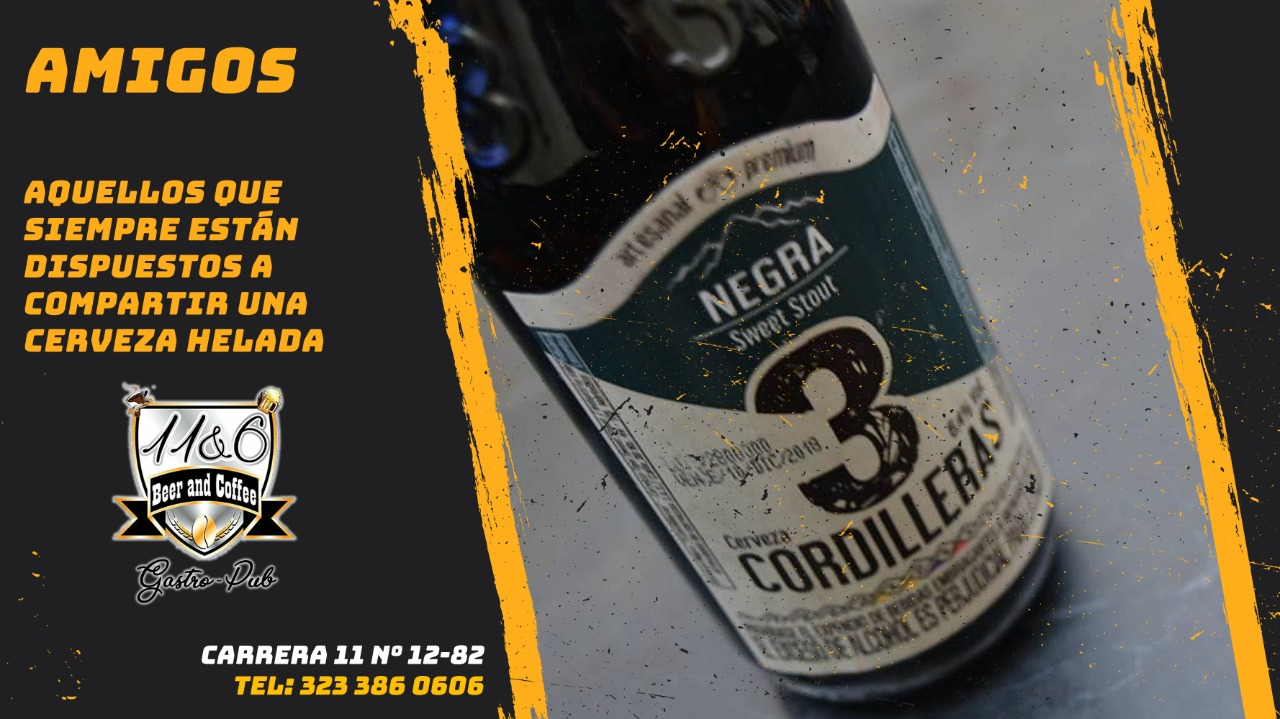 AMIGOS
AQUELLOS QUE
SIEMPRE ESTÁN
DISPUESTOS A
COMPARTIR UNA
CERVEZA HELADA
11&6
Beer and Coffee
Gastro-Pub
CARRERA 11 Nº 12-82
TEL: 323 386 0606
artesanal premium
NEGRA
Sweet Stout
3
Cerveza
CORDILLERAS